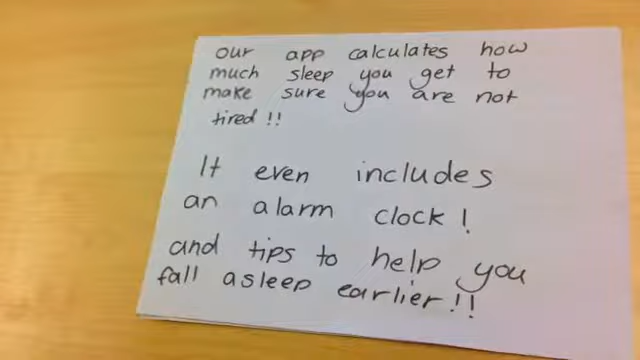 our app calculates how
much sleep you get to
make sure you are not
tired!!
It even includes
an alarm clock!
and tips to help you
fall asleep earlier!!